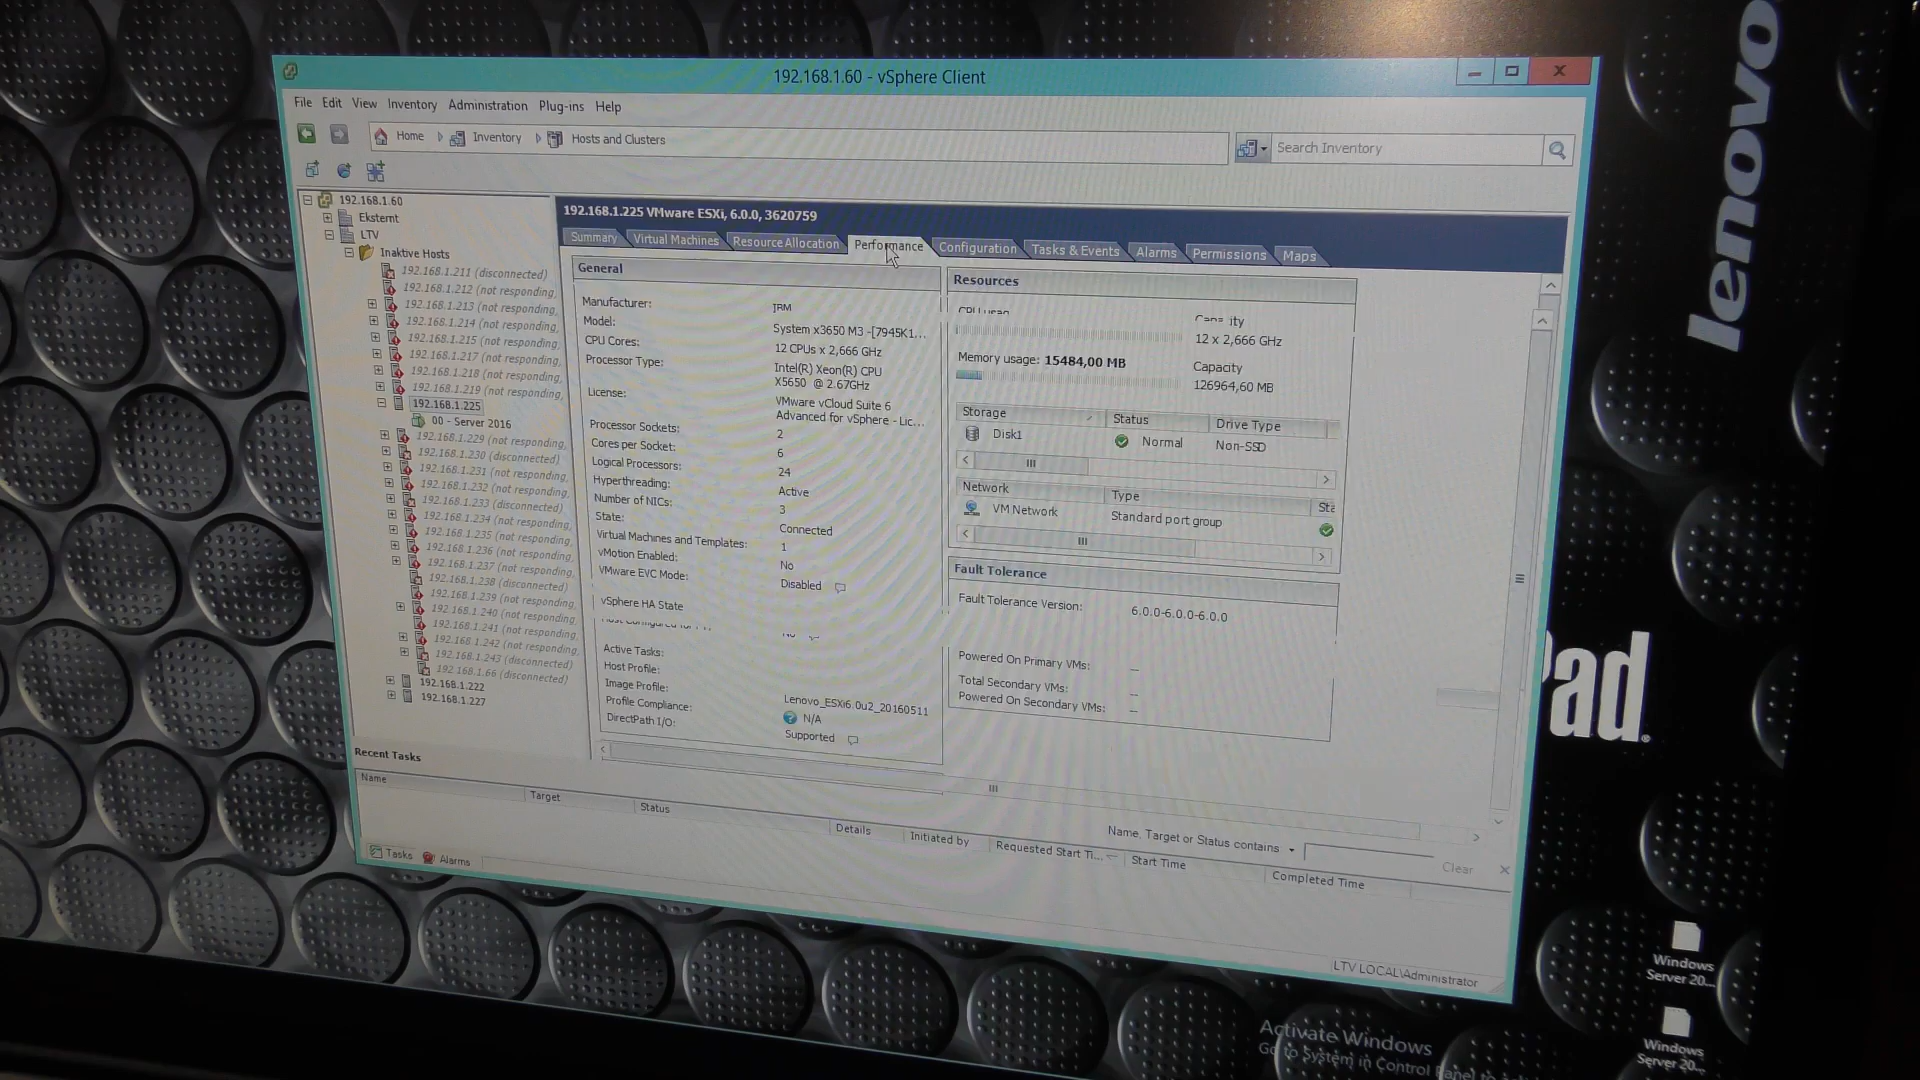 192.168.1.60 - vSphere Client
File Edit View Inventory Administration Plug-ins Help
Home Inventory Hosts and Clusters
Search Inventory
192.168.1.60
Eksternt
LTV
Inaktive Hosts
192.168.1.211 (disconnected)
192.168.1.212 (not responding,
192.168.1.213 (not responding,
192.168.1.214 (not responding,
192.168.1.215 (not responding,
192.168.1.217 (not responding,
192.168.1.218 (not responding,
192.168.1.219 (not responding,
192.168.1.225
00 - Server 2016
192.168.1.229 (not responding,
192.168.1.230 (disconnected)
192.168.1.231 (not responding,
192.168.1.232 (not responding,
192.168.1.233 (disconnected)
192.168.1.234 (not responding,
192.168.1.235 (not responding,
192.168.1.236 (not responding,
192.168.1.237 (not responding,
192.168.1.238 (disconnected)
192.168.1.239 (not responding,
192.168.1.240 (not responding,
192.168.1.241 (not responding,
192.168.1.242 (not responding,
192.168.1.243 (disconnected)
192.168.1.66 (disconnected)
192.168.1.222
192.168.1.227
192.168.1.225 VMware ESXi, 6.0.0, 3620759
Summary Virtual Machines Resource Allocation Performance Configuration Tasks & Events Alarms Permissions Maps
General
Manufacturer: IBM
Model: System x3650 M3 -[7945K1...
CPU Cores: 12 CPUs x 2,666 GHz
Processor Type: Intel(R) Xeon(R) CPU
X5650 @ 2.67GHz
License: VMware vCloud Suite 6
Advanced for vSphere - Lic...
Processor Sockets: 2
Cores per Socket: 6
Logical Processors: 24
Hyperthreading: Active
Number of NICs: 3
State: Connected
Virtual Machines and Templates: 1
vMotion Enabled: No
VMware EVC Mode: Disabled
vSphere HA State
Active Tasks:
Host Profile:
Image Profile: Lenovo_ESXi6.0u2_20160511
Profile Compliance: N/A
DirectPath I/O: Supported
Resources
Capacity
12 x 2,666 GHz
Memory usage: 15484,00 MB
Capacity
126964,60 MB
Storage Status Drive Type
Disk1 Normal Non-SSD
Network Type Sta
VM Network Standard port group
Fault Tolerance
Fault Tolerance Version: 6.0.0-6.0.0-6.0.0
Powered On Primary VMs: --
Total Secondary VMs: --
Powered On Secondary VMs: --
Recent Tasks
Name, Target or Status contains Clear
Name Target Status Details Initiated by Requested Start Ti... Start Time Completed Time
Tasks Alarms
LTV LOCAL\Administrator
lenovo
Pad
Windows
Server 20...
Windows
Server 20...
Activate Windows
Go to System in Control Panel to